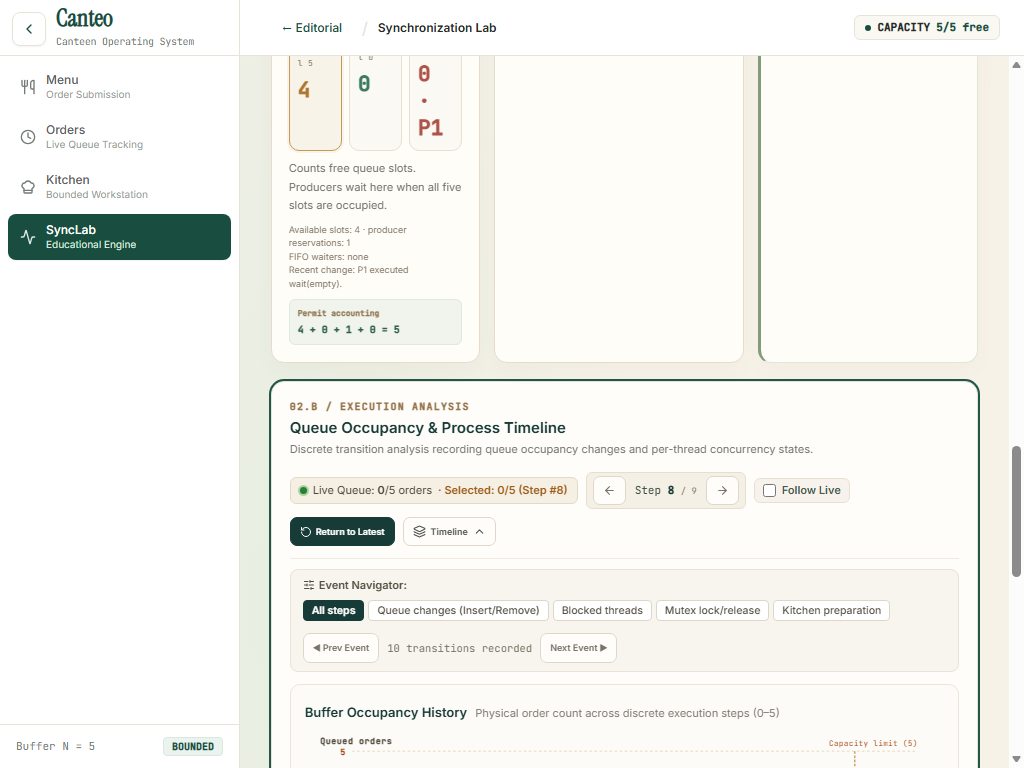 Canteo
Canteen Operating System
← Editorial / Synchronization Lab
CAPACITY 5/5 free
Menu
Order Submission
Orders
Live Queue Tracking
Kitchen
Bounded Workstation
SyncLab
Educational Engine
Buffer N = 5
BOUNDED
l 5
4
0
0
·
P1
Counts free queue slots.
Producers wait here when all five
slots are occupied.
Available slots: 4 · producer
reservations: 1
FIFO waiters: none
Recent change: P1 executed
wait(empty).
Permit accounting
4 + 0 + 1 + 0 = 5
02.B / EXECUTION ANALYSIS
Queue Occupancy & Process Timeline
Discrete transition analysis recording queue occupancy changes and per-thread concurrency states.
Live Queue: 0/5 orders · Selected: 0/5 (Step #8)
← Step 8 / 9 →
Follow Live
Return to Latest
Timeline
Event Navigator:
All steps
Queue changes (Insert/Remove)
Blocked threads
Mutex lock/release
Kitchen preparation
◀ Prev Event
10 transitions recorded
Next Event ▶
Buffer Occupancy History Physical order count across discrete execution steps (0–5)
Queued orders
Capacity limit (5)
5